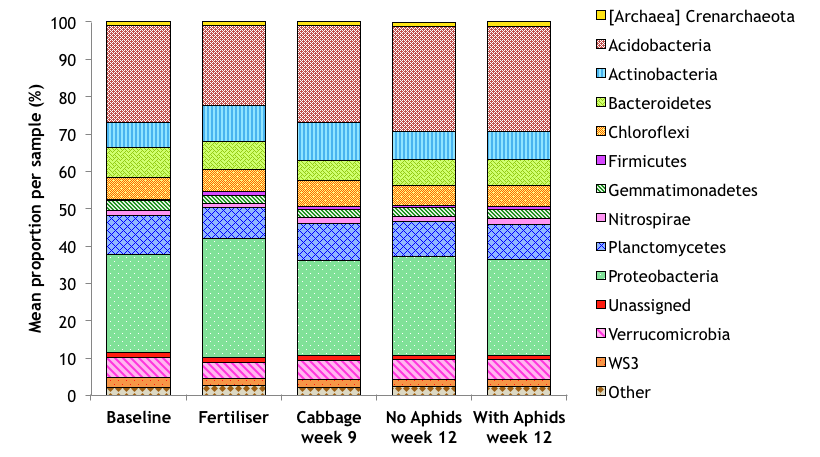 Mean proportion per sample (%)
100
90
80
70
60
50
40
30
20
10
0
Baseline
Fertiliser
Cabbage
week 9
No Aphids
week 12
With Aphids
week 12
[Archaea] Crenarchaeota
Acidobacteria
Actinobacteria
Bacteroidetes
Chloroflexi
Firmicutes
Gemmatimonadetes
Nitrospirae
Planctomycetes
Proteobacteria
Unassigned
Verrucomicrobia
WS3
Other